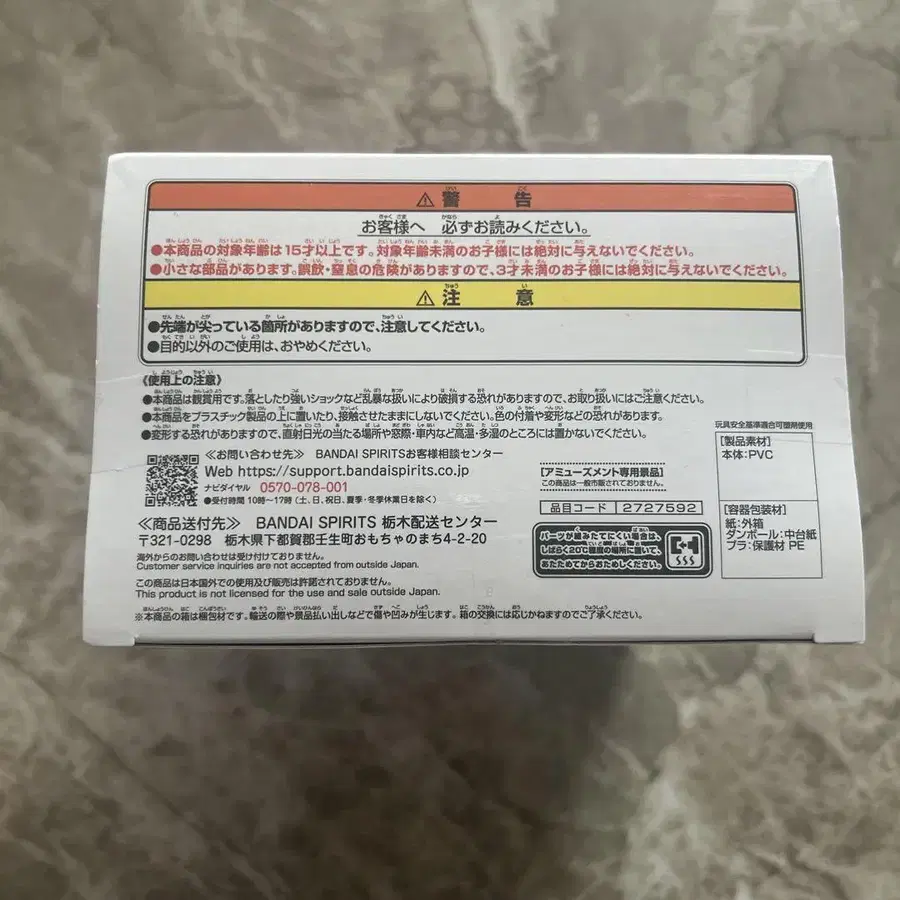 ⚠警告
お客様へ 必ずお読みください。
●本商品の対象年齢は15才以上です。対象年齢未満のお子様には絶対に与えないでください。
●小さな部品があります。誤飲・窒息の危険がありますので、3才未満のお子様には絶対に与えないでください。
⚠注意
●先端が尖っている箇所がありますので、注意してください。
●目的以外のご使用は、おやめください。
《使用上の注意》
●本商品は観賞用です。落としたり強いショックなど乱暴な扱いにより破損する恐れがありますので、お取り扱いにはご注意ください。
●本商品をプラスチック製品の上に置いたり、接触させたままにしないでください。色の付着や変形などの恐れがあります。
●変形する恐れがありますので、直射日光の当たる場所や窓際・車内など高温・多湿のところには置かないでください。
≪お問い合わせ先≫ BANDAI SPIRITSお客様相談センター
Web https://support.bandaispirits.co.jp
ナビダイヤル 0570-078-001
●受付時間 10時〜17時 (土、日、祝日、夏季・冬季休業日を除く)
≪商品送付先≫ BANDAI SPIRITS 栃木配送センター
〒321-0298 栃木県下都賀郡壬生町おもちゃのまち4-2-20
海外からのお問い合わせは受け付けておりません。
Customer service inquiries are not accepted from outside Japan.
この商品は日本国外での使用及び販売は許諾されておりません。
This product is not licensed for the use and sale outside Japan.
※本商品の箱は梱包材です。輸送の際や景品払い出しなどで傷や凹みが生じます。箱の交換には応じかねますのでご了承ください。
【アミューズメント専用景品】
この商品は一般市販されておりません。
品目コード 2727592
パーツが組みたてにくい場合は、
しばらく20℃程度の場所に置いて、
あたためてからおためしください。
玩具安全基準適合可塑剤使用
【製品素材】
本体:PVC
【容器包装材】
紙:外箱
ダンボール:中台紙
プラ:保護材 PE